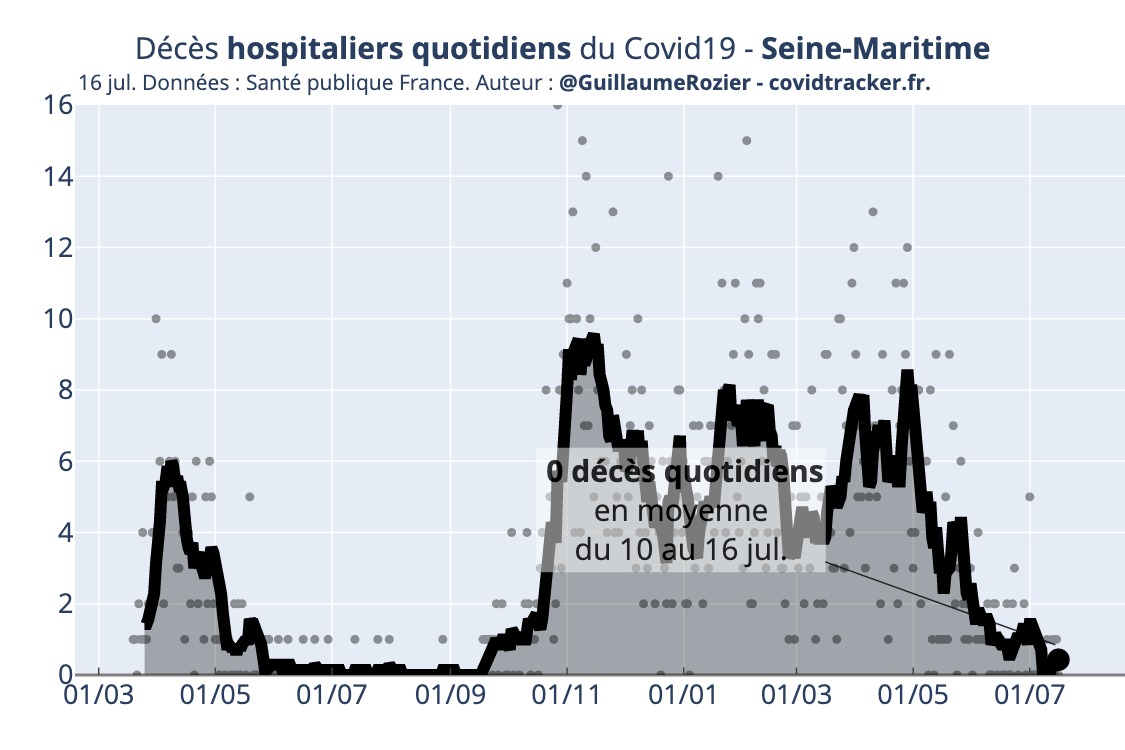 Décès hospitaliers quotidiens du Covid19 - Seine-Maritime
16 jul. Données : Santé publique France. Auteur : @GuillaumeRozier - covidtracker.fr.
16
14
12
10
8
6
4
2
0
0 décès quotidiens
en moyenne
du 10 au 16 jul.
01/03 01/05 01/07 01/09 01/11 01/01 01/03 01/05 01/07